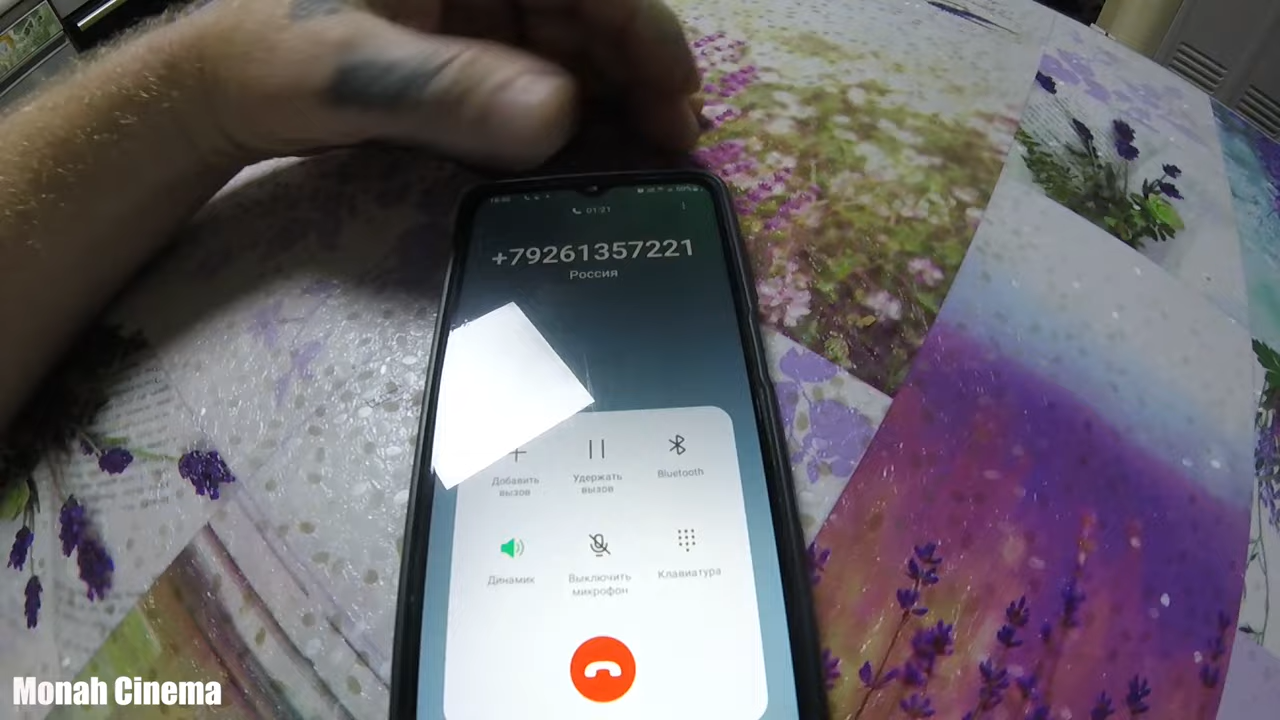 01:21
+79261357221
Россия
Добавить
вызов
Удержать
вызов
Bluetooth
Динамик
Выключить
микрофон
Клавиатура
Monah Cinema